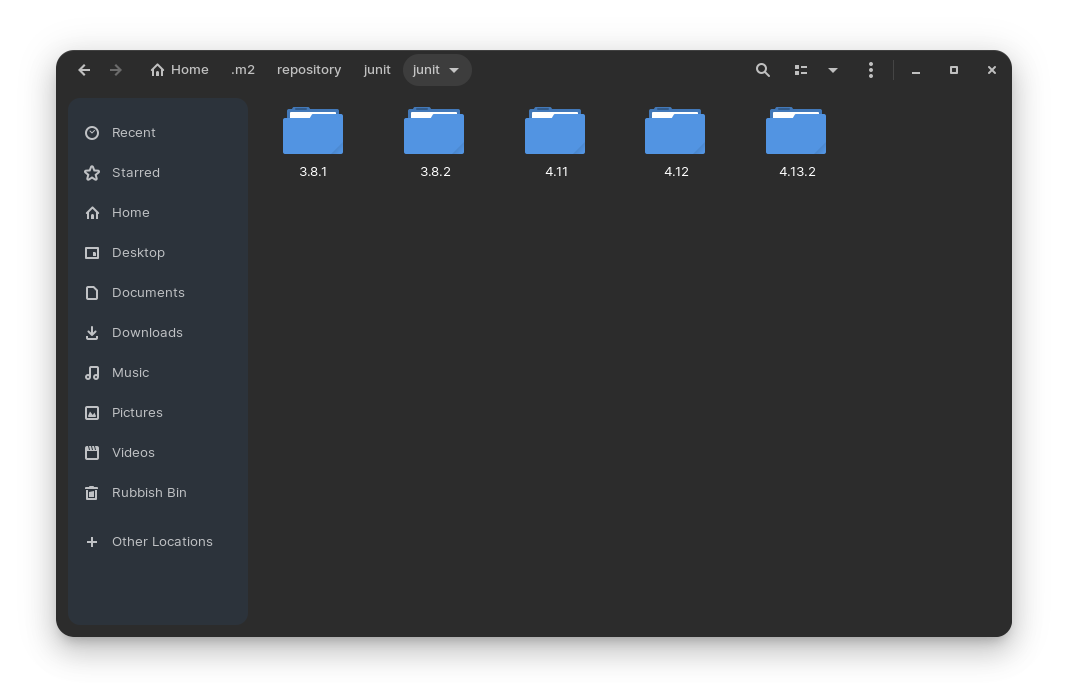 Home .m2 repository junit junit
Recent
Starred
Home
Desktop
Documents
Downloads
Music
Pictures
Videos
Rubbish Bin
Other Locations
3.8.1 3.8.2 4.11 4.12 4.13.2